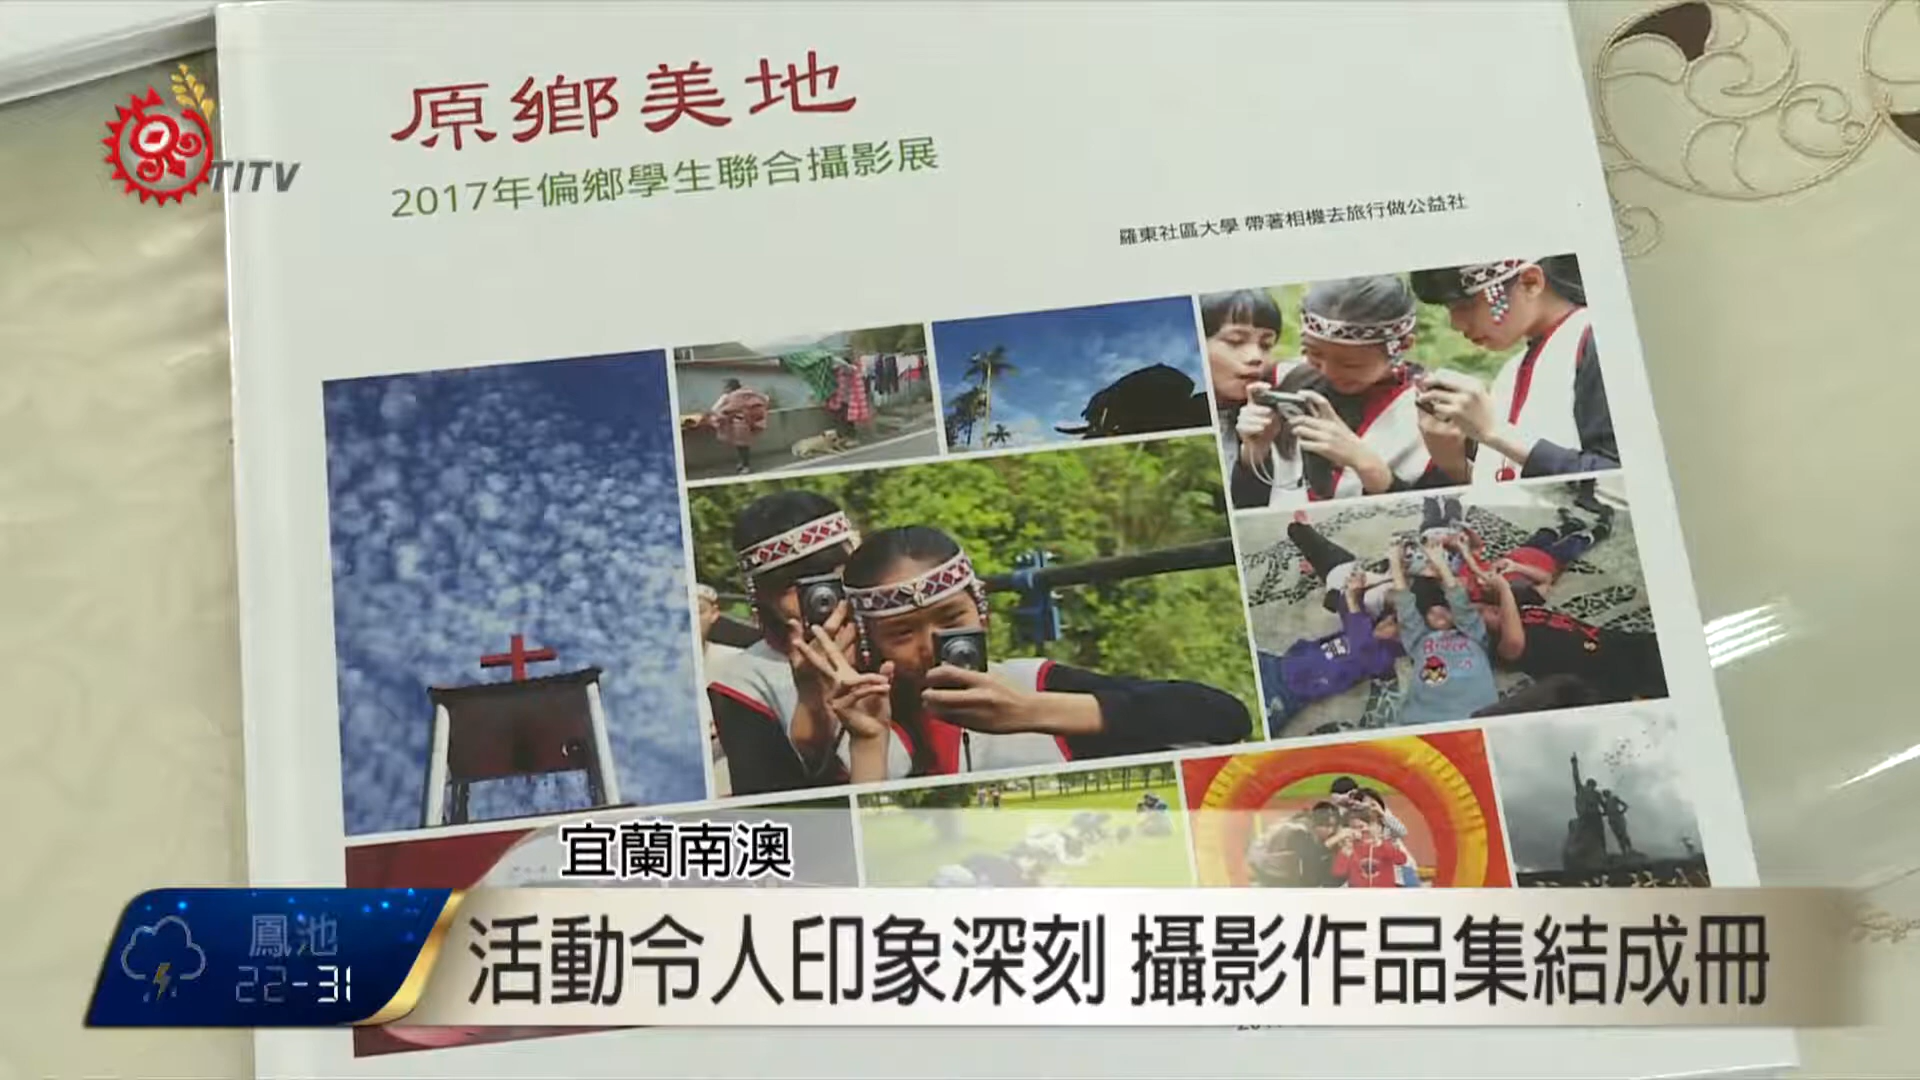 原鄉美地
TITV
2017年偏鄉學生聯合攝影展
羅東社區大學 帶著相機去旅行做公益社
宜蘭南澳
鳳池
22-31
活動令人印象深刻 攝影作品集結成冊